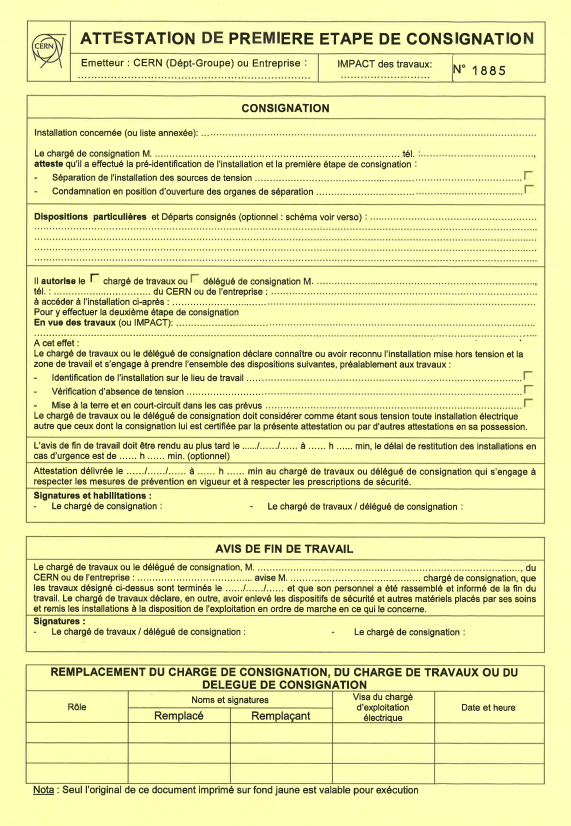 CERN
ATTESTATION DE PREMIERE ETAPE DE CONSIGNATION
Emetteur : CERN (Dépt-Groupe) ou Entreprise :
IMPACT des travaux:
N° 1885
CONSIGNATION
Installation concernée (ou liste annexée):
Le chargé de consignation M. tél. :
atteste qu'il a effectué la pré-identification de l'installation et la première étape de consignation :
- Séparation de l'installation des sources de tension
- Condamnation en position d'ouverture des organes de séparation
Dispositions particulières et Départs consignés (optionnel : schéma voir verso) :
Il autorise le chargé de travaux ou délégué de consignation M.
tél. : du CERN ou de l'entreprise :
à accéder à l'installation ci-après :
Pour y effectuer la deuxième étape de consignation
En vue des travaux (ou IMPACT):
A cet effet :
Le chargé de travaux ou le délégué de consignation déclare connaître ou avoir reconnu l'installation mise hors tension et la
zone de travail et s'engage à prendre l'ensemble des dispositions suivantes, préalablement aux travaux :
- Identification de l'installation sur le lieu de travail
- Vérification d'absence de tension
- Mise à la terre et en court-circuit dans les cas prévus
Le chargé de travaux ou le délégué de consignation doit considérer comme étant sous tension toute installation électrique
autre que ceux dont la consignation lui est certifiée par la présente attestation ou par d'autres attestations en sa possession.
L'avis de fin de travail doit être rendu au plus tard le ....../....../...... à ...... h ...... min, le délai de restitution des installations en
cas d'urgence est de ...... h ...... min. (optionnel)
Attestation délivrée le ....../....../...... à ...... h ...... min au chargé de travaux ou délégué de consignation qui s'engage à
respecter les mesures de prévention en vigueur et à respecter les prescriptions de sécurité.
Signatures et habilitations :
- Le chargé de consignation : - Le chargé de travaux / délégué de consignation :
AVIS DE FIN DE TRAVAIL
Le chargé de travaux ou le délégué de consignation, M. , du
CERN ou de l'entreprise : avise M. chargé de consignation, que
les travaux désigné ci-dessus sont terminés le ....../....../...... et que son personnel a été rassemblé et informé de la fin du
travail. Le chargé de travaux déclare, en outre, avoir enlevé les dispositifs de sécurité et autres matériels placés par ses soins
et remis les installations à la disposition de l'exploitation en ordre de marche en ce qui le concerne.
Signatures :
- Le chargé de travaux / délégué de consignation : - Le chargé de consignation :
REMPLACEMENT DU CHARGE DE CONSIGNATION, DU CHARGE DE TRAVAUX OU DU
DELEGUE DE CONSIGNATION
Rôle
Noms et signatures
Remplacé
Remplaçant
Visa du chargé
d'exploitation
électrique
Date et heure
Nota : Seul l'original de ce document imprimé sur fond jaune est valable pour exécution